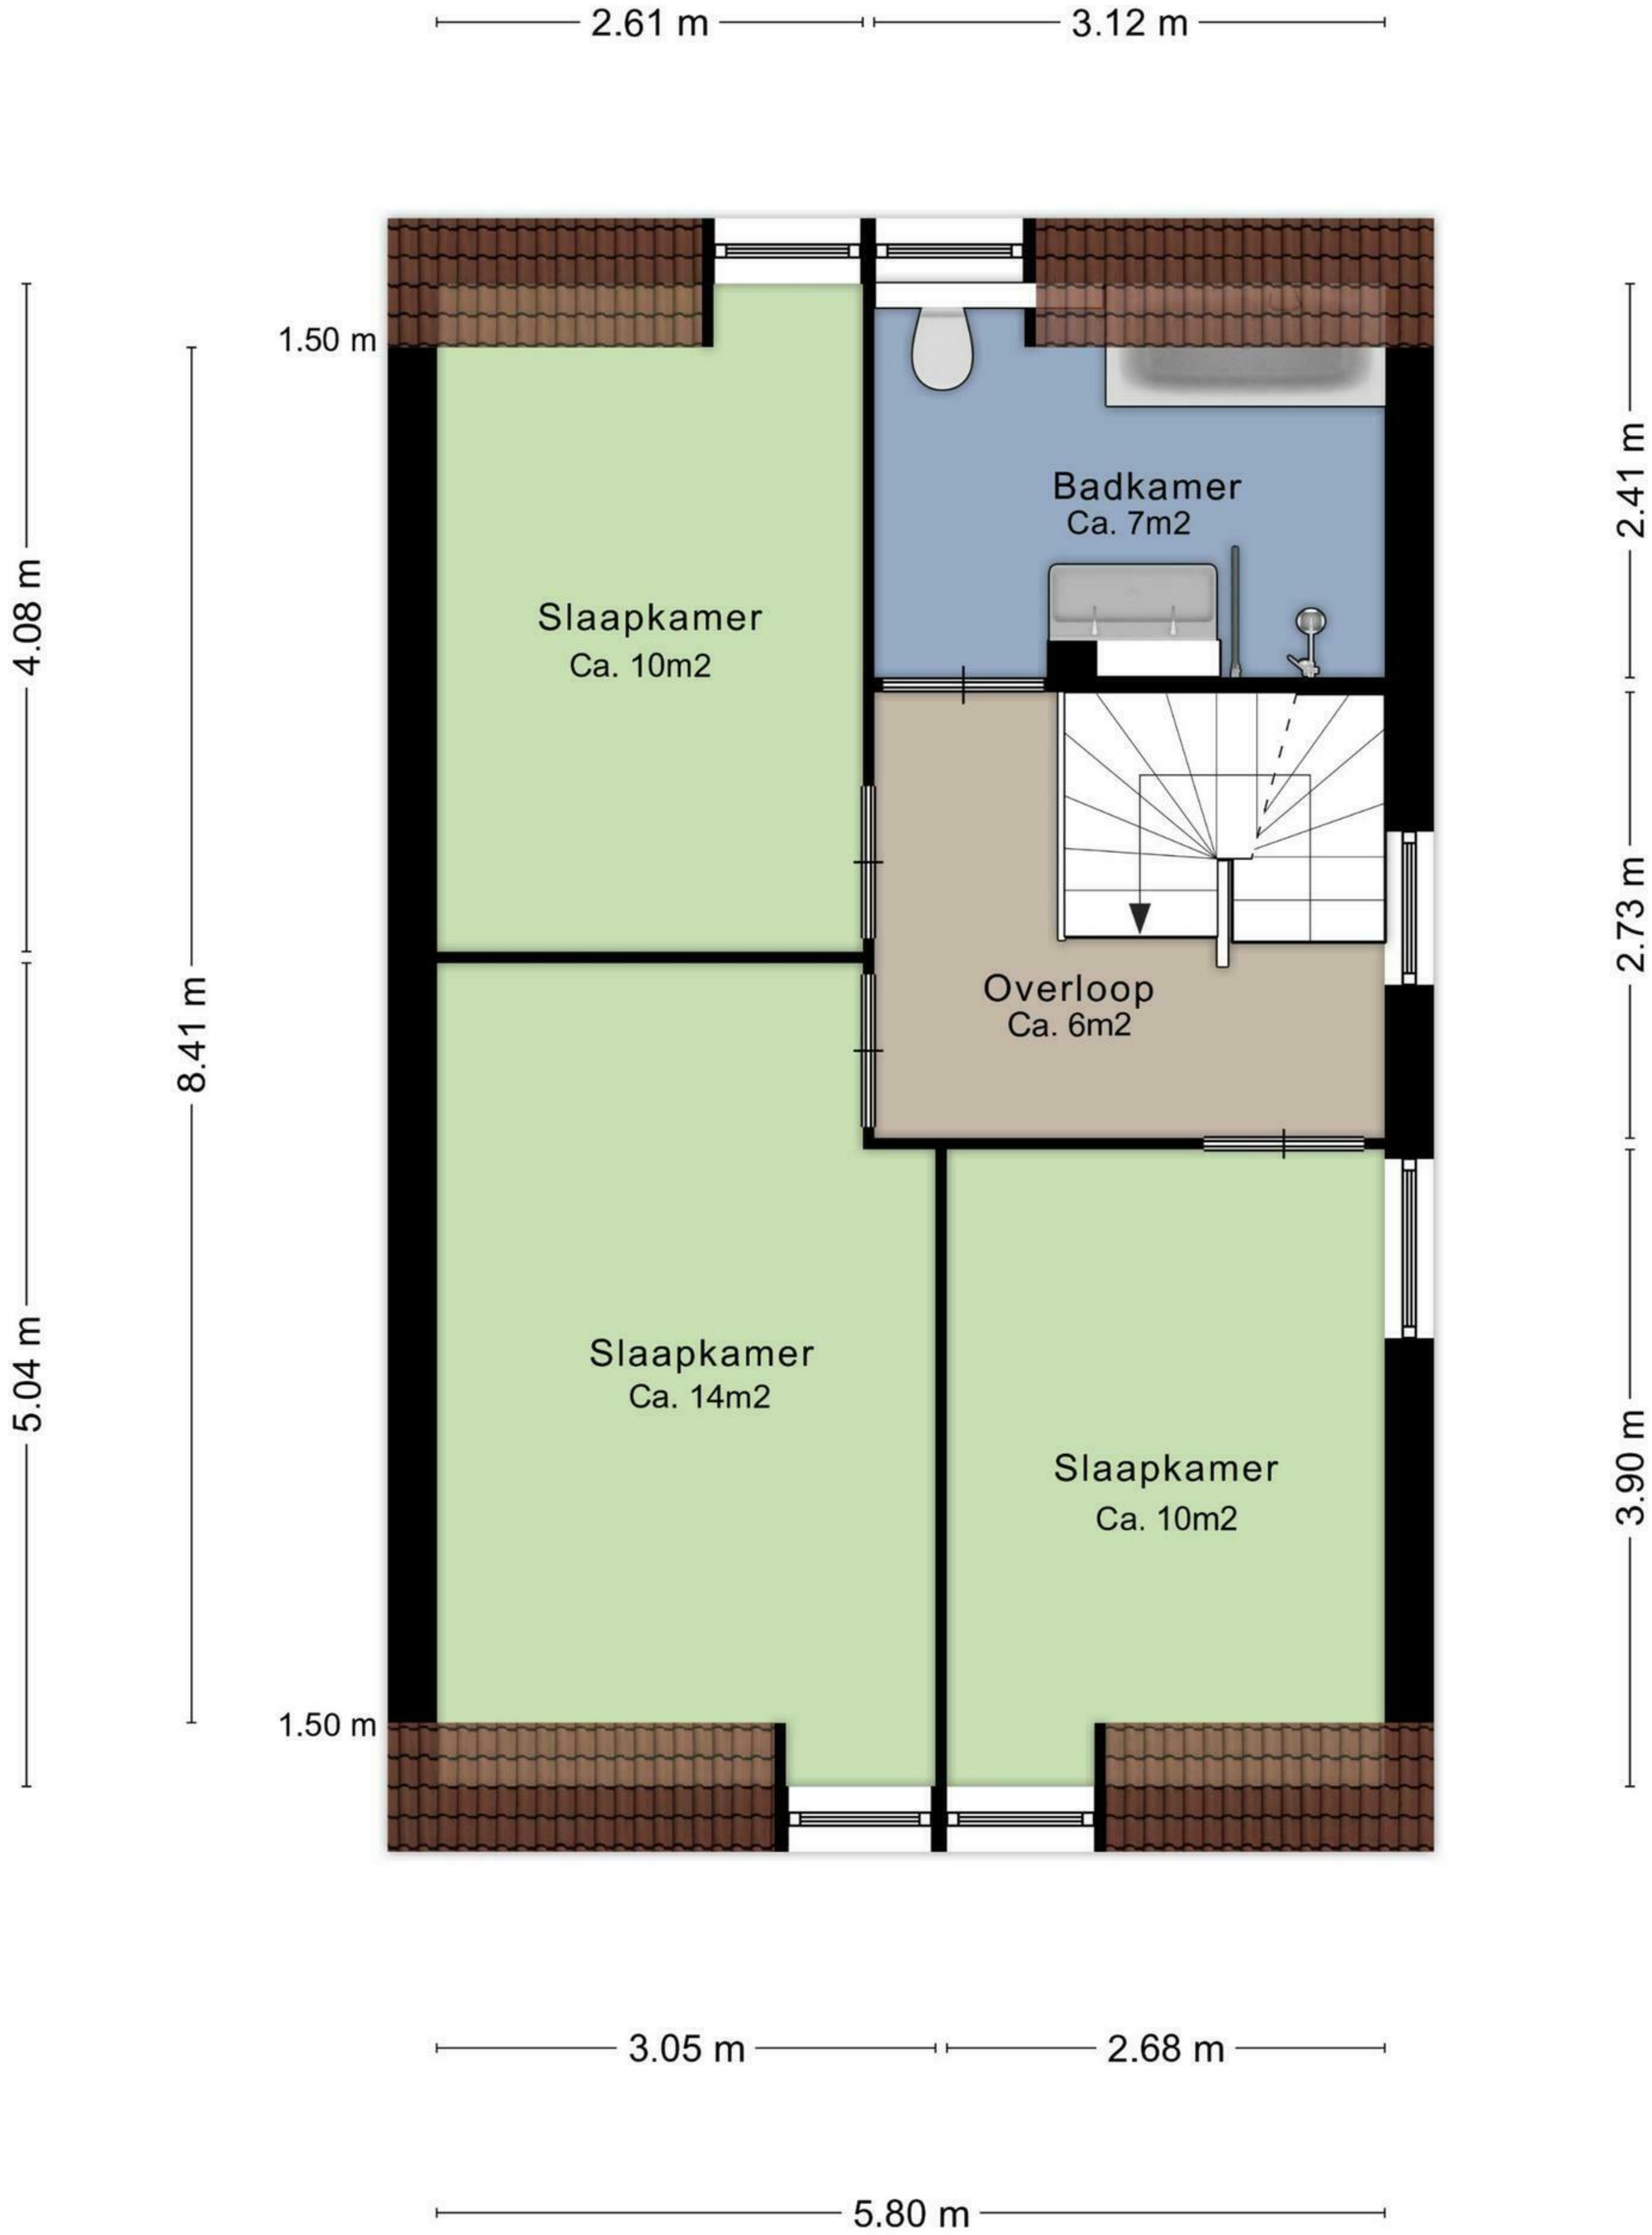 2.61 m
3.12 m
1.50 m
2.41 m
Badkamer
Ca. 7m2
4.08 m
Slaapkamer
Ca. 10m2
2.73 m
8.41 m
Overloop
Ca. 6m2
5.04 m
Slaapkamer
Ca. 14m2
3.90 m
Slaapkamer
Ca. 10m2
1.50 m
3.05 m
2.68 m
5.80 m